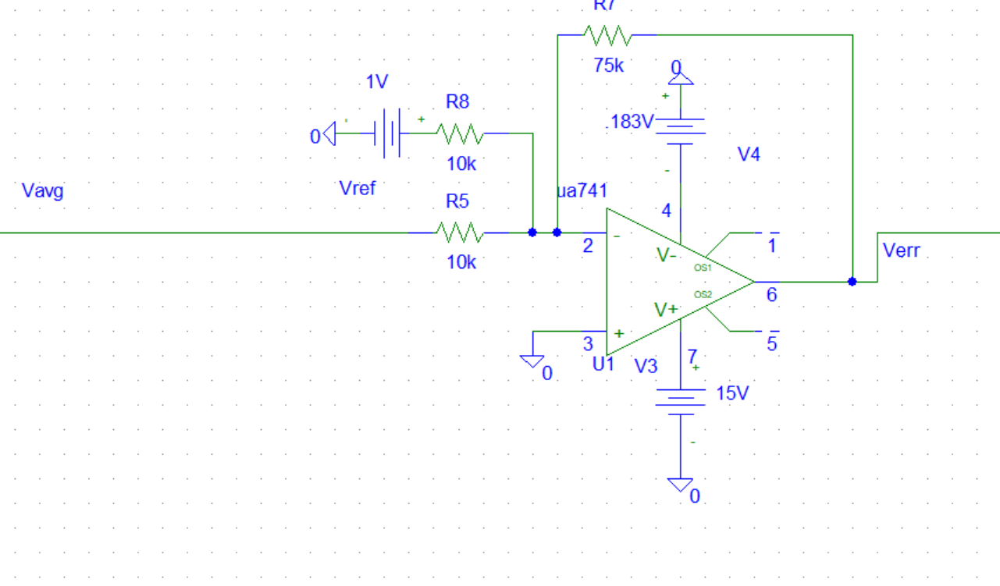 R7
75k
0
1V
+
.183V
R8
+
-
0
10k
V4
-
Vavg
Vref
ua741
R5
4
10k
2
-
V-
OS1
1
Verr
OS2
6
V+
3
+
5
0
U1
V3
7
+
15V
-
0